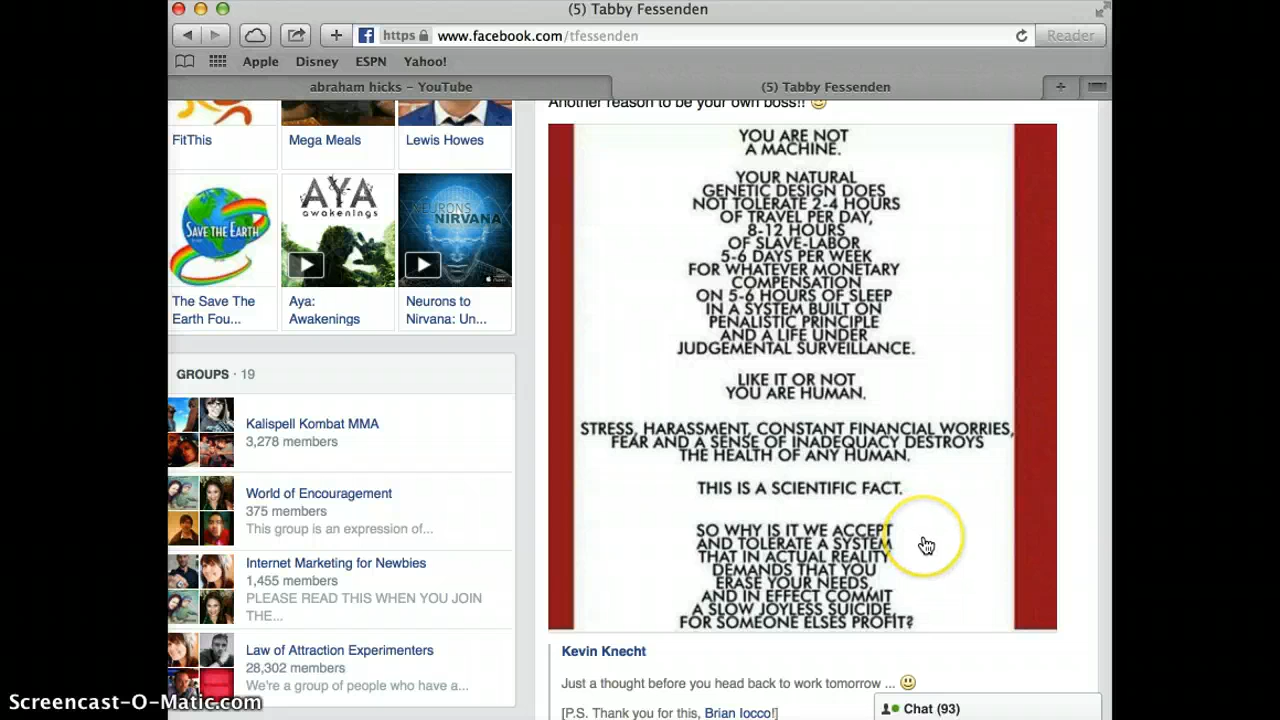 (5) Tabby Fessenden
https www.facebook.com/tfessenden
Reader
Apple Disney ESPN Yahoo!
abraham hicks – YouTube
(5) Tabby Fessenden
FitThis
Mega Meals
Lewis Howes
SAVE THE EARTH
AYA
awakenings
NEURONS
NIRVANA
The Save The
Earth Fou...
Aya:
Awakenings
Neurons to
Nirvana: Un...
GROUPS · 19
Kalispell Kombat MMA
3,278 members
World of Encouragement
375 members
This group is an expression of...
Internet Marketing for Newbies
1,455 members
PLEASE READ THIS WHEN YOU JOIN
THE...
Law of Attraction Experimenters
28,302 members
We're a group of people who have a...
Another reason to be your own boss!!
YOU ARE NOT
A MACHINE.
YOUR NATURAL
GENETIC DESIGN DOES
NOT TOLERATE 2-4 HOURS
OF TRAVEL PER DAY,
8-12 HOURS
OF SLAVE-LABOR
5-6 DAYS PER WEEK
FOR WHATEVER MONETARY
COMPENSATION
ON 5-6 HOURS OF SLEEP
IN A SYSTEM BUILT ON
PENALISTIC PRINCIPLE
AND A LIFE UNDER
JUDGEMENTAL SURVEILLANCE.
LIKE IT OR NOT
YOU ARE HUMAN.
STRESS, HARASSMENT, CONSTANT FINANCIAL WORRIES,
FEAR AND A SENSE OF INADEQUACY DESTROYS
THE HEALTH OF ANY HUMAN.
THIS IS A SCIENTIFIC FACT.
SO WHY IS IT WE ACCEPT
AND TOLERATE A SYSTEM
THAT IN ACTUAL REALITY
DEMANDS THAT YOU
ERASE YOUR NEEDS,
AND IN EFFECT COMMIT
A SLOW JOYLESS SUICIDE
FOR SOMEONE ELSES PROFIT?
Kevin Knecht
Just a thought before you head back to work tomorrow ...
[P.S. Thank you for this, Brian Iocco!]
Chat (93)
Screencast-O-Matic.com